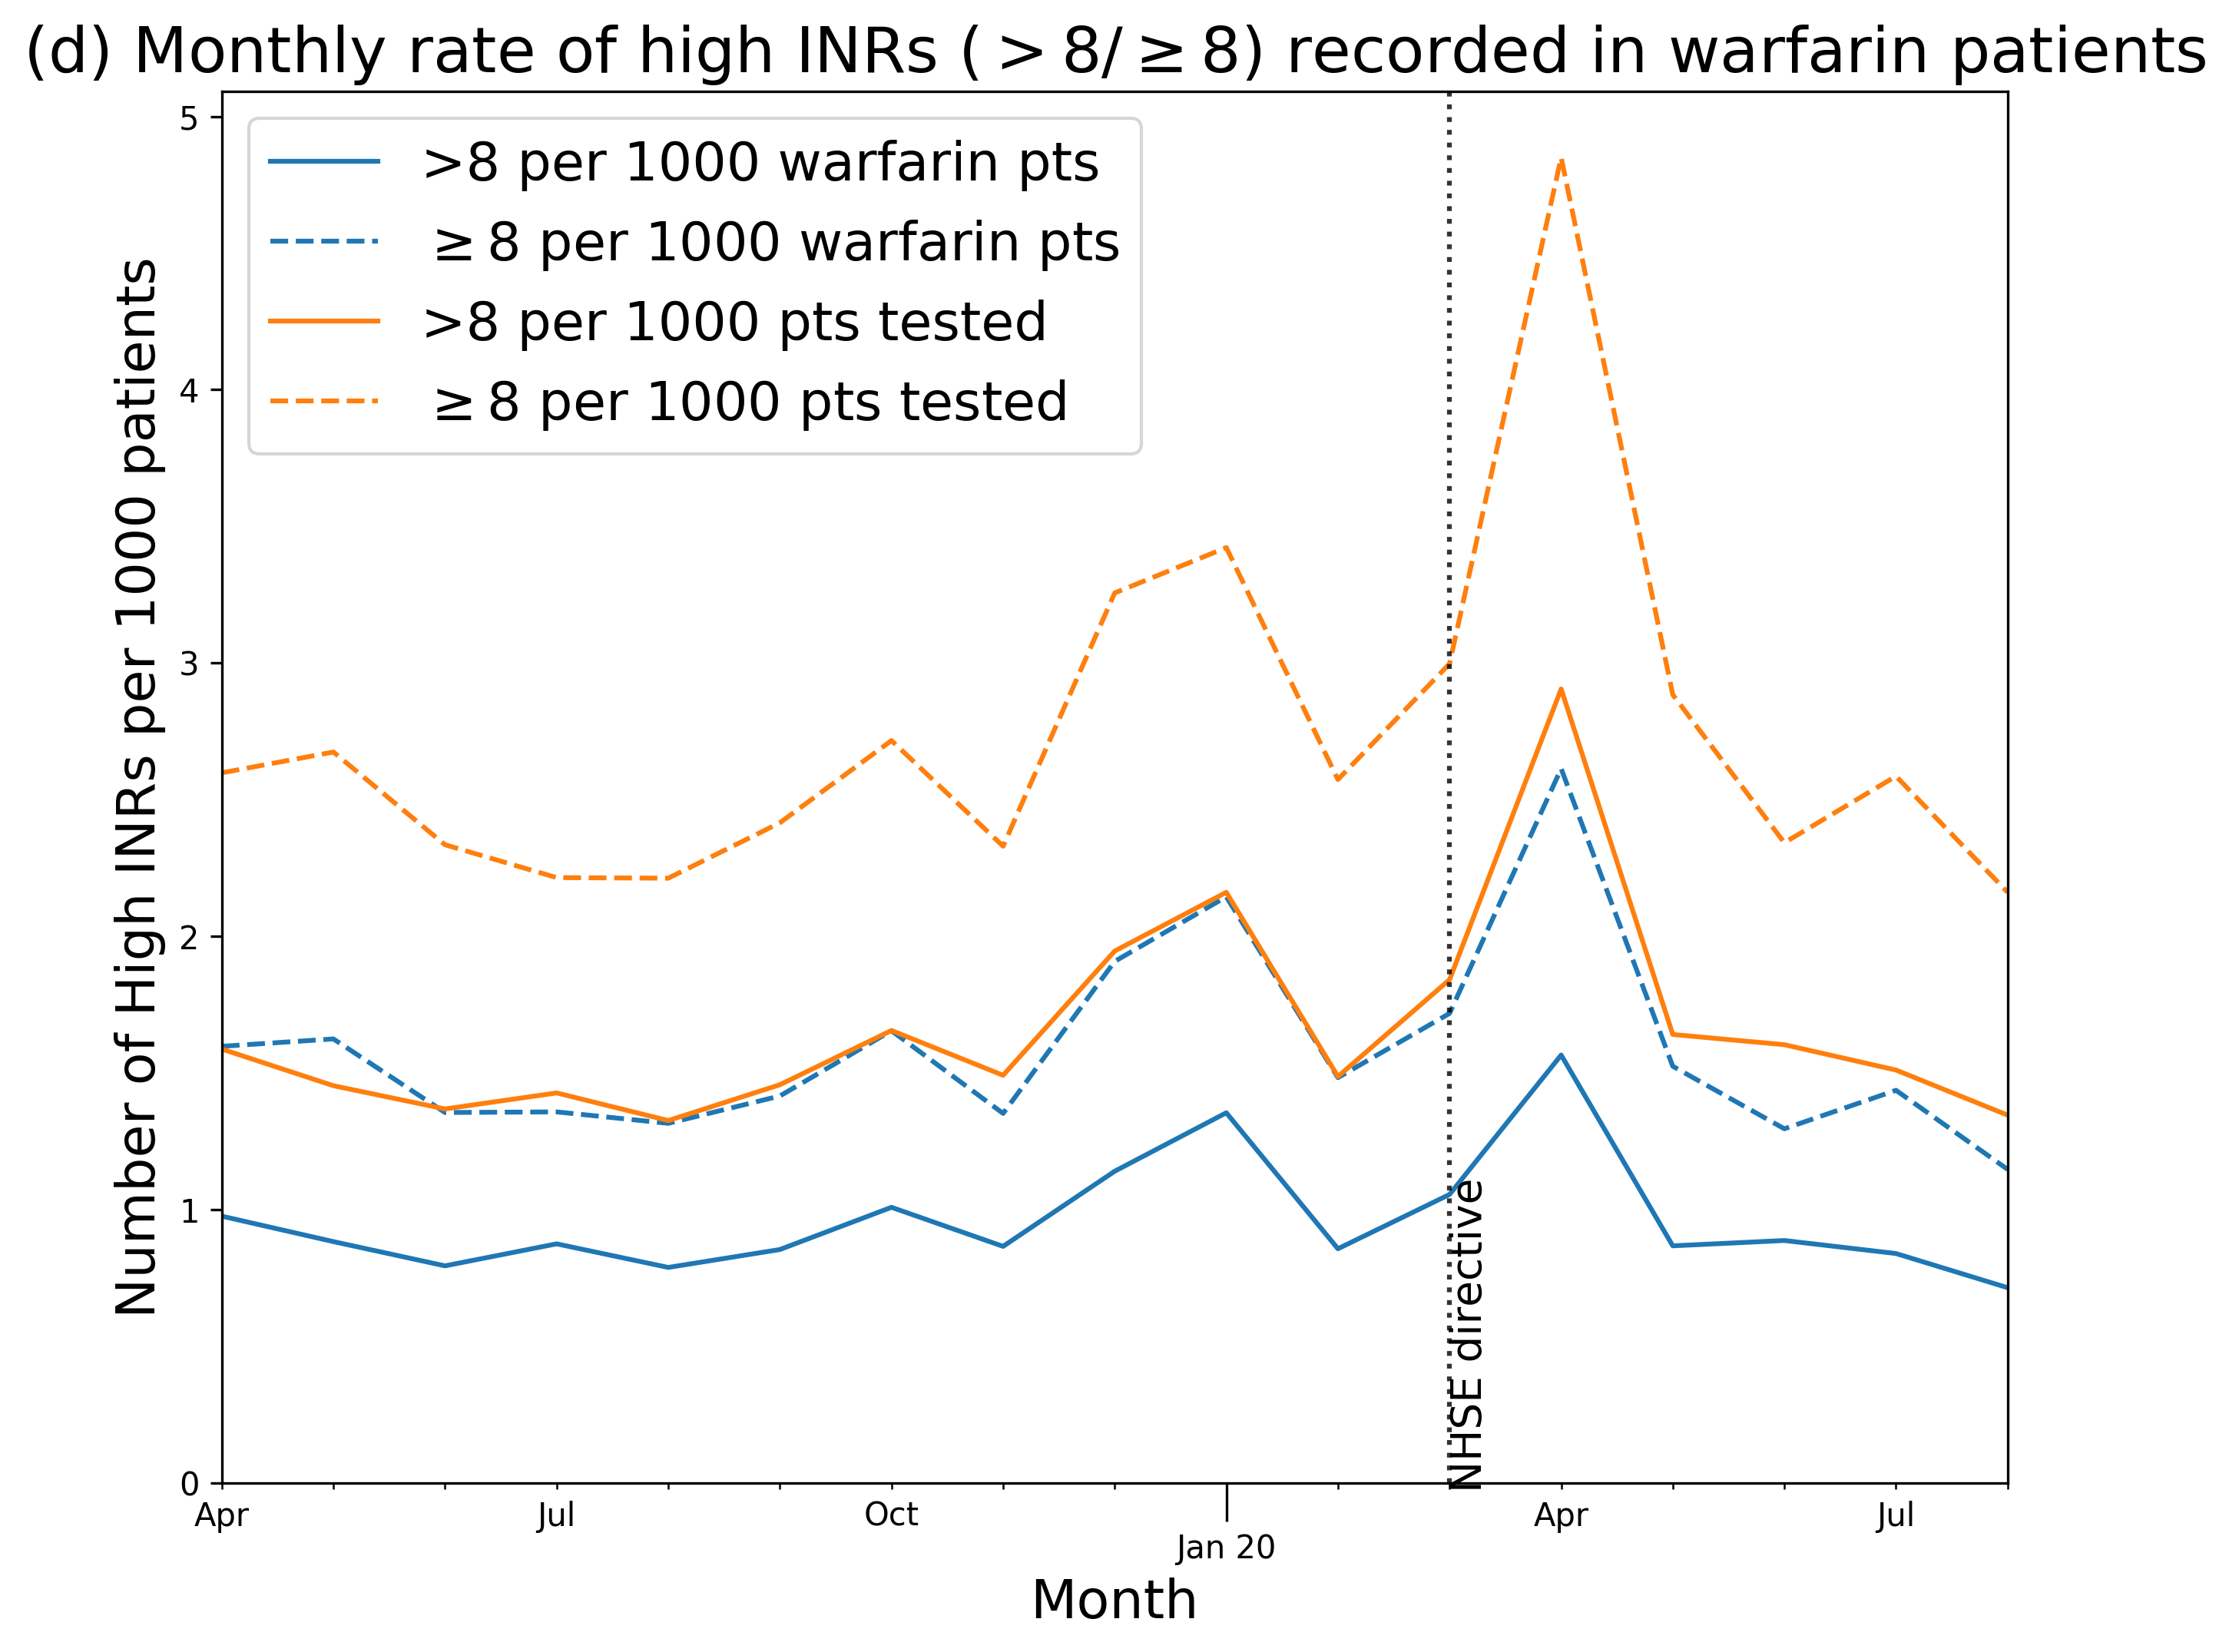 (d) Monthly rate of high INRs ( > 8/ ≥ 8) recorded in warfarin patients
Number of High INRs per 1000 patients
5
4
3
2
1
0
>8 per 1000 warfarin pts
≥ 8 per 1000 warfarin pts
>8 per 1000 pts tested
≥ 8 per 1000 pts tested
NHSE directive
Apr
Jul
Oct
Jan 20
Apr
Jul
Month